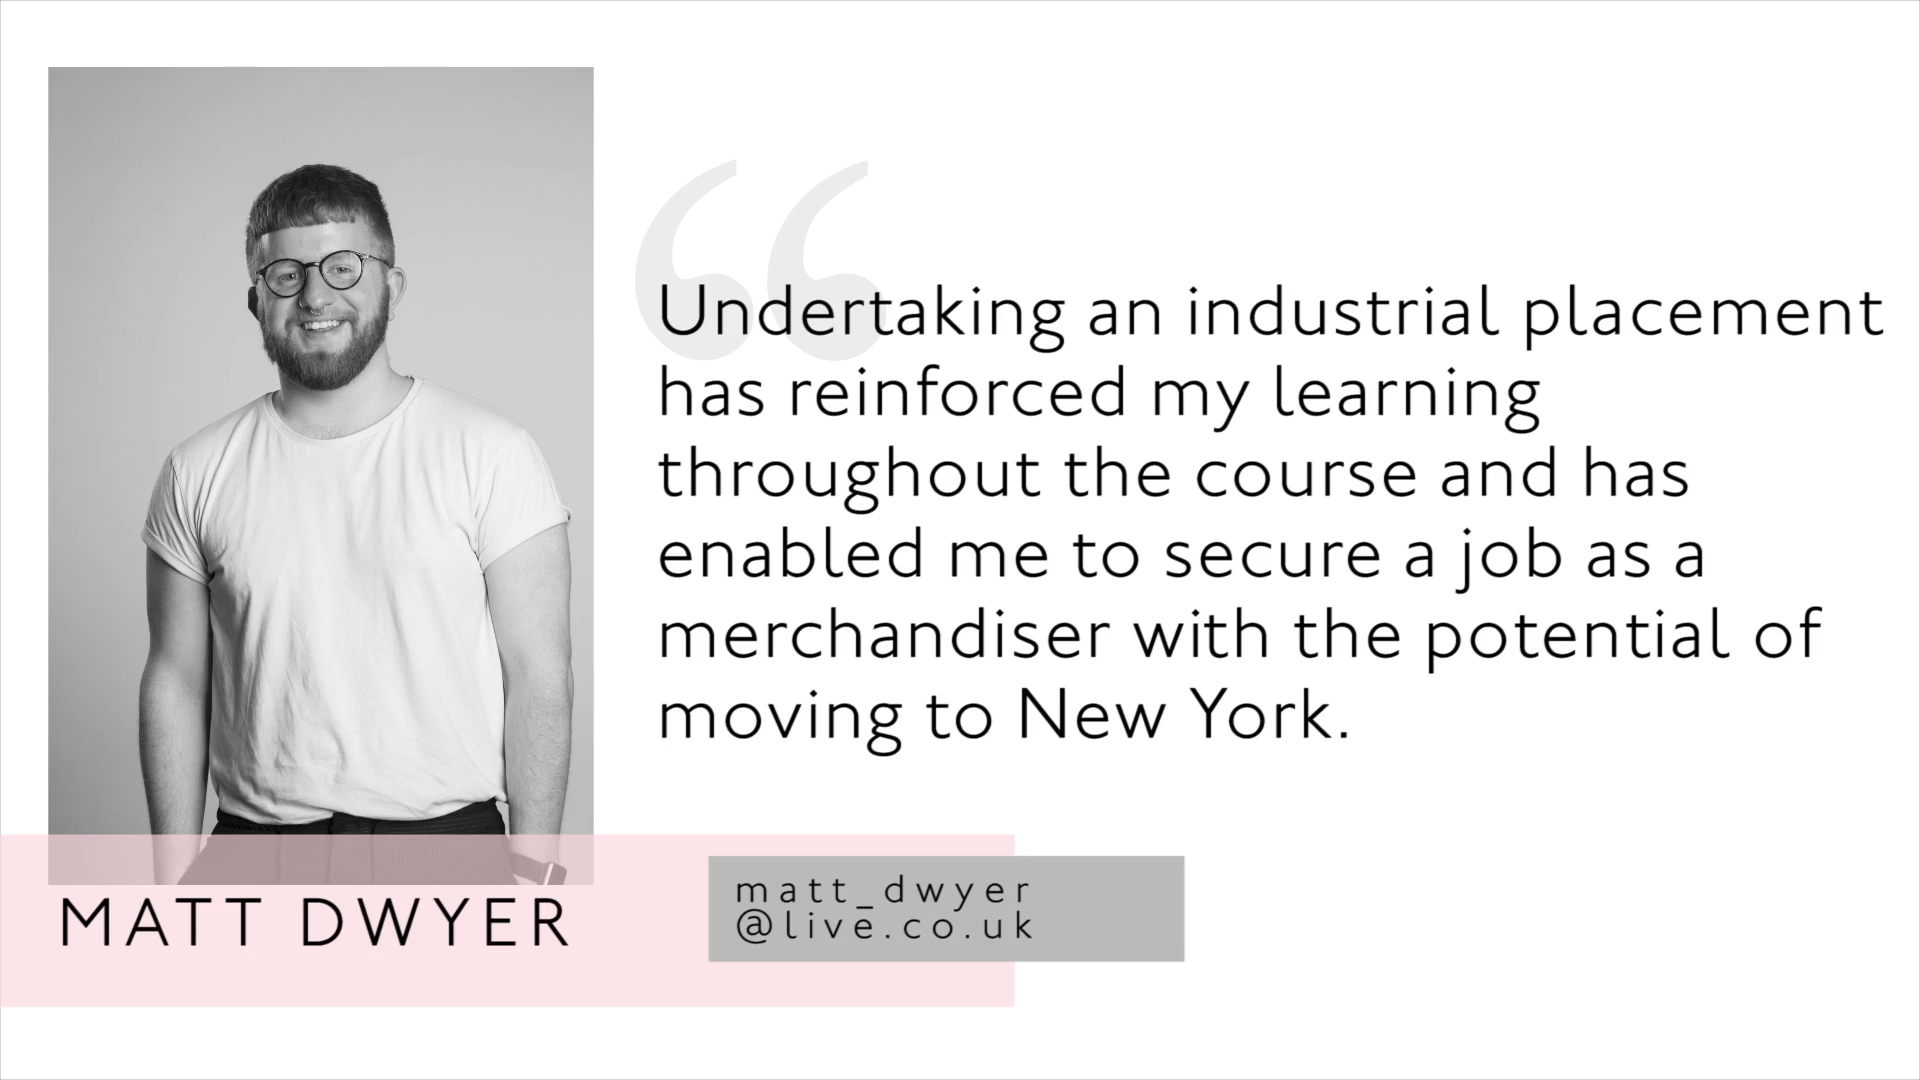 “
Undertaking an industrial placement
has reinforced my learning
throughout the course and has
enabled me to secure a job as a
merchandiser with the potential of
moving to New York.
MATT DWYER
matt_dwyer
@live.co.uk